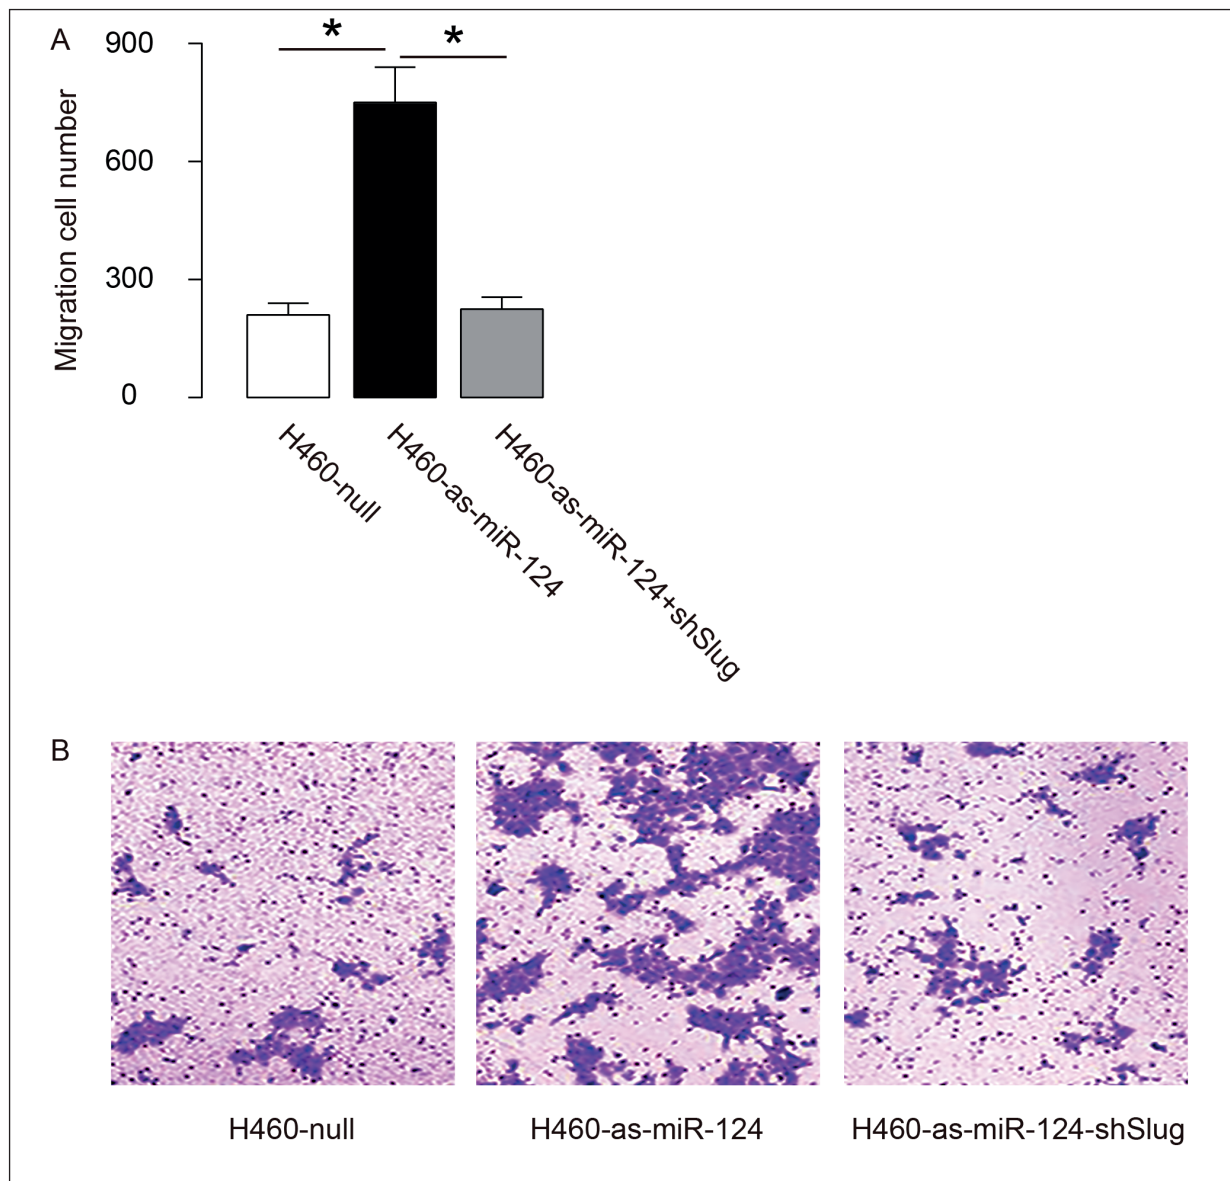 A
900
600
300
0
Migration cell number
*
*
H460-null
H460-as-miR-124
H460-as-miR-124+shSlug
B
H460-null
H460-as-miR-124
H460-as-miR-124-shSlug